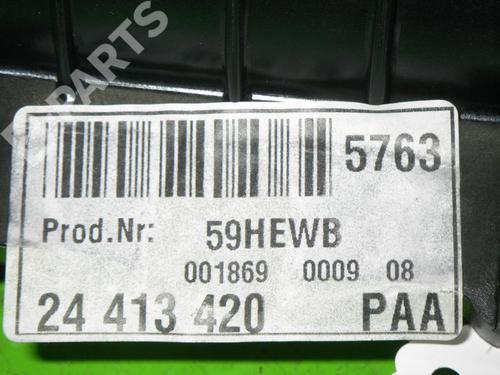 B-PARTS
5763
Prod.Nr: 59HEWB
001869 0009 08
24 413 420 PAA